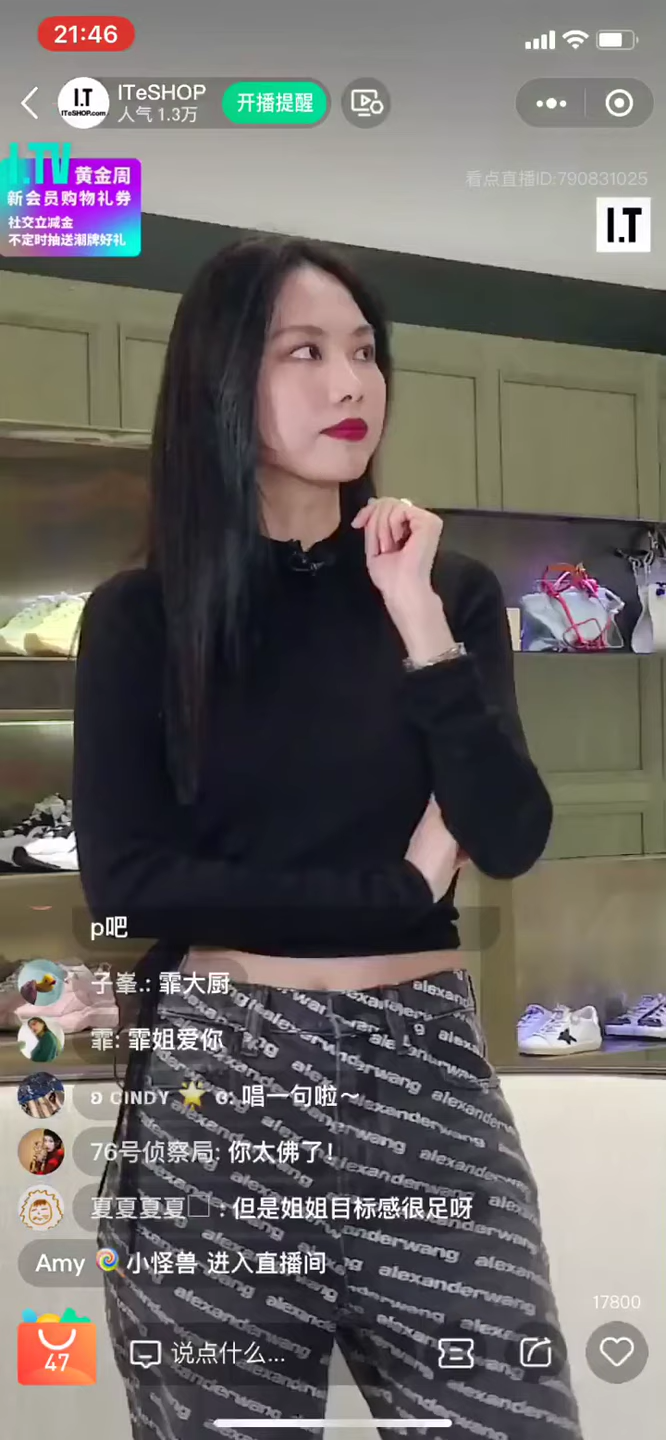 21:46
I.T
ITeSHOP.com
ITeSHOP
人气 1.3万
开播提醒
I.TV 黄金周
新会员购物礼券
社交立减金
不定时抽送潮牌好礼
看点直播ID:790831025
I.T
p吧
子峯.: 霏大厨
霏: 霏姐爱你
ʚ CINDY 🌟 ɞ: 唱一句啦～
76号侦察局: 你太佛了！
夏夏夏夏□ : 但是姐姐目标感很足呀
Amy 🍭小怪兽 进入直播间
alexanderwang
17800
47
说点什么...